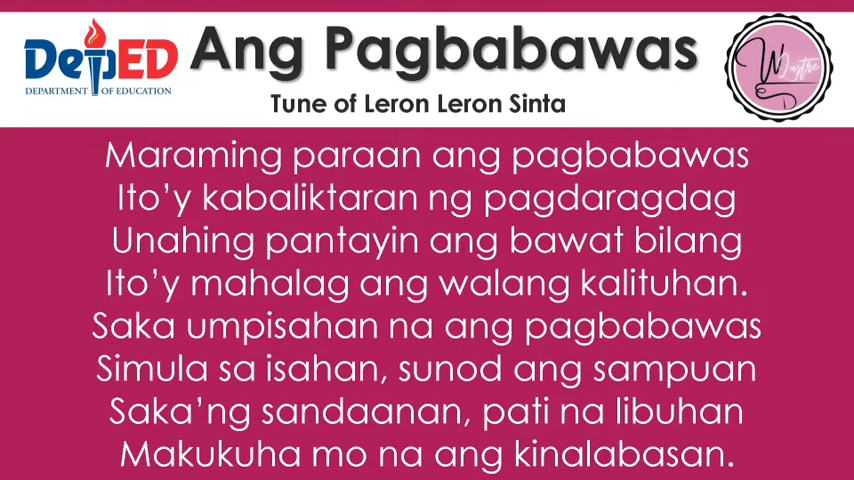 DepED
DEPARTMENT OF EDUCATION
Ang Pagbabawas
Tune of Leron Leron Sinta
W Lustre
Maraming paraan ang pagbabawas
Ito'y kabaliktaran ng pagdaragdag
Unahing pantayin ang bawat bilang
Ito'y mahalag ang walang kalituhan.
Saka umpisahan na ang pagbabawas
Simula sa isahan, sunod ang sampuan
Saka'ng sandaanan, pati na libuhan
Makukuha mo na ang kinalabasan.